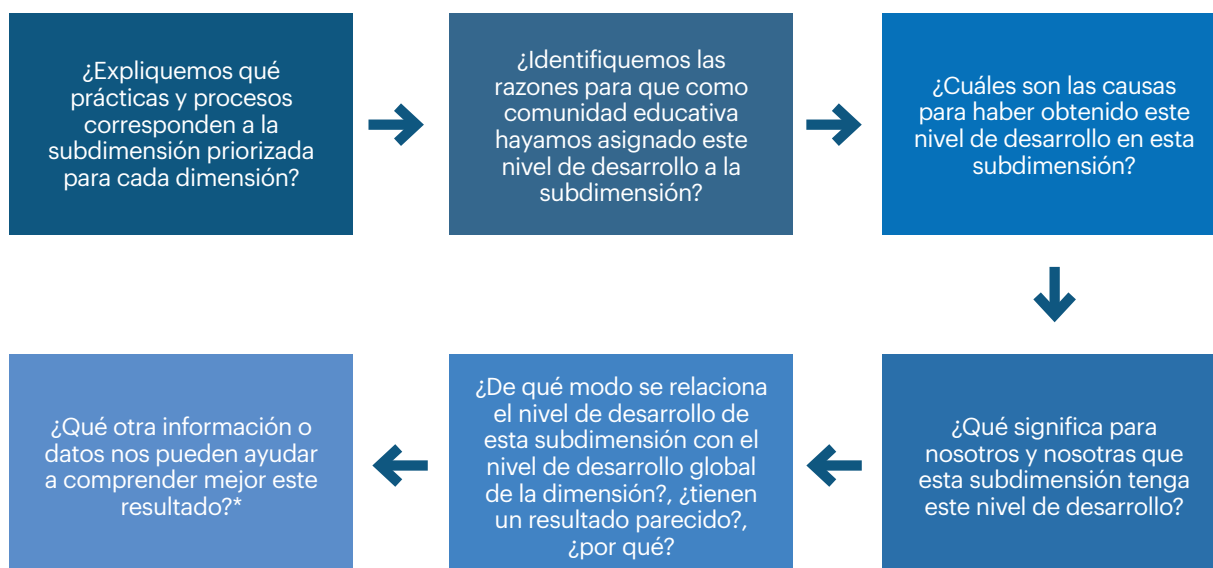 ¿Expliquemos qué
prácticas y procesos
corresponden a la
subdimensión priorizada
para cada dimensión?
¿Identifiquemos las
razones para que como
comunidad educativa
hayamos asignado este
nivel de desarrollo a la
subdimensión?
¿Cuáles son las causas
para haber obtenido este
nivel de desarrollo en esta
subdimensión?
¿Qué significa para
nosotros y nosotras que
esta subdimensión tenga
este nivel de desarrollo?
¿De qué modo se relaciona
el nivel de desarrollo de
esta subdimensión con el
nivel de desarrollo global
de la dimensión?, ¿tienen
un resultado parecido?,
¿por qué?
¿Qué otra información o
datos nos pueden ayudar
a comprender mejor este
resultado?*